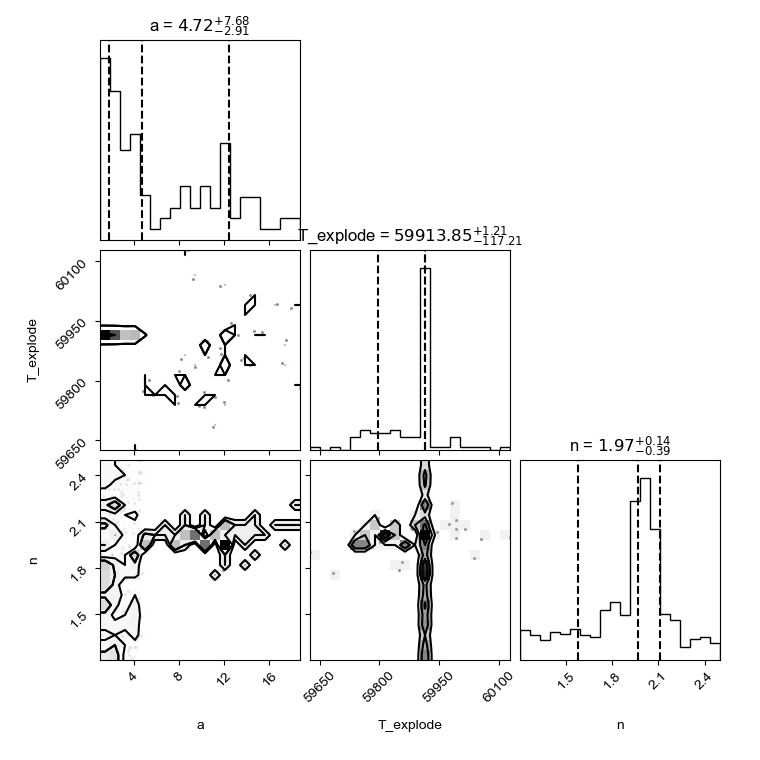 a = 4.72+7.68−2.91
T_explode = 59913.85+1.21−117.21
60100
59950
59800
59650
T_explode
n = 1.97+0.14−0.39
2.4
2.1
1.8
1.5
n
4
8
12
16
59650
59800
59950
60100
1.5
1.8
2.1
2.4
a
T_explode
n